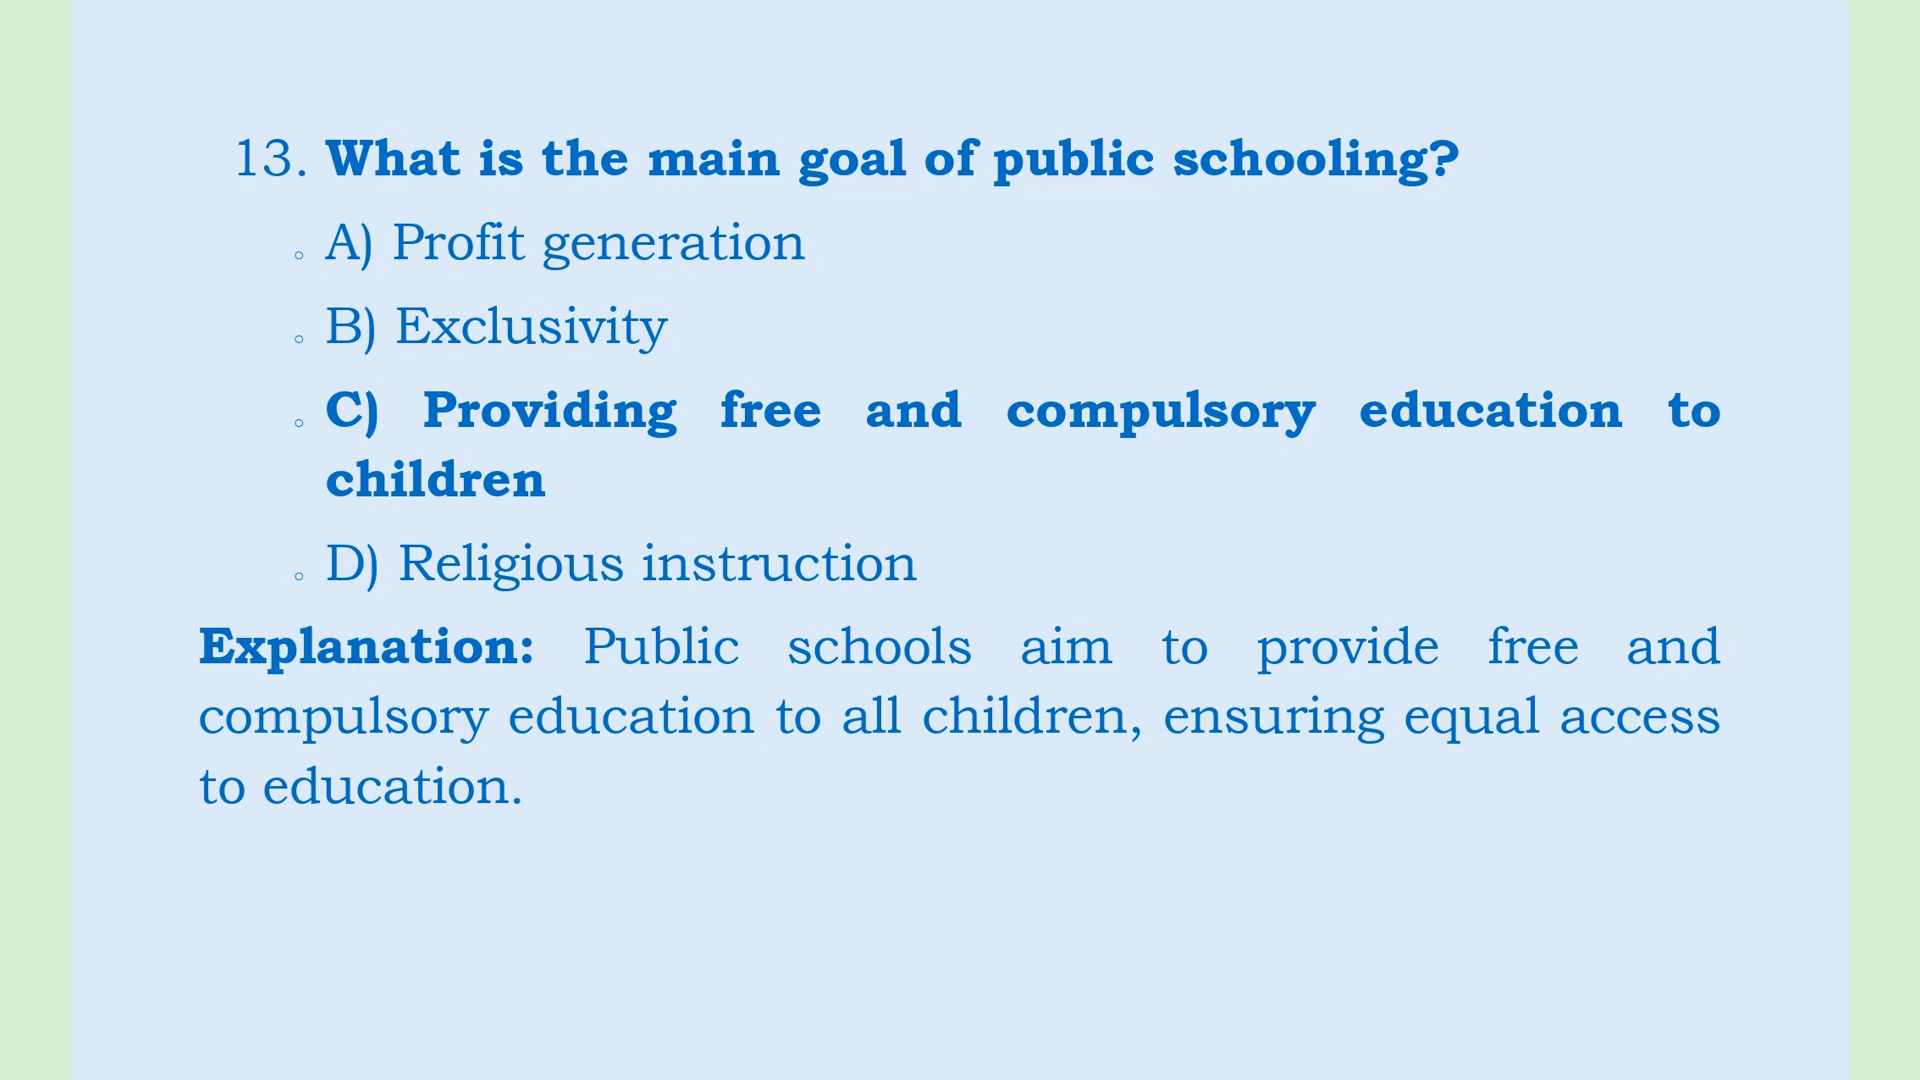 13. What is the main goal of public schooling?
A) Profit generation
B) Exclusivity
C) Providing free and compulsory education to
children
D) Religious instruction
Explanation: Public schools aim to provide free and
compulsory education to all children, ensuring equal access
to education.